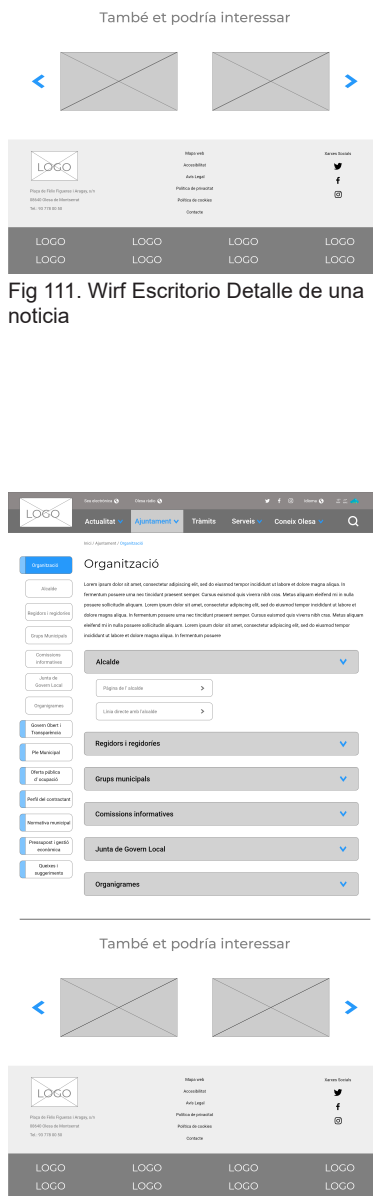 També et podría interessar
LOGO
Plaça de Fèlix Figueras i Aragay, s/n
08640 Olesa de Montserrat
Tel.: 93 778 00 50
Mapa web
Accesibilitat
Avís Legal
Política de privacitat
Política de cookies
Contacte
Xarxes Socials
LOGO LOGO LOGO LOGO
LOGO LOGO LOGO LOGO
Fig 111. Wirf Escritorio Detalle de una
noticia
LOGO
Seu electrònica
Olesa ràdio
Idioma
Actualitat Ajuntament Tràmits Serveis Coneix Olesa
Inici / Ajuntament / Organització
Organització
Alcalde
Regidors i regidories
Grups Municipals
Comissions
informatives
Junta de
Govern Local
Organigrames
Govern Obert i
Transparència
Ple Municipal
Oferta pública
d'ocupació
Perfil del contractant
Normativa municipal
Pressupost i gestió
econòmica
Queixes i
suggeriments
Organització
Lorem ipsum dolor sit amet, consectetur adipiscing elit, sed do eiusmod tempor incididunt ut labore et dolore magna aliqua. In
fermentum posuere urna nec tincidunt praesent semper. Cursus euismod quis viverra nibh cras. Metus aliquam eleifend mi in nulla
posuere sollicitudin aliquam. Lorem ipsum dolor sit amet, consectetur adipiscing elit, sed do eiusmod tempor incididunt ut labore et
dolore magna aliqua. In fermentum posuere urna nec tincidunt praesent semper. Cursus euismod quis viverra nibh cras. Metus aliquam
eleifend mi in nulla posuere sollicitudin aliquam. Lorem ipsum dolor sit amet, consectetur adipiscing elit, sed do eiusmod tempor
incididunt ut labore et dolore magna aliqua. In fermentum posuere
Alcalde
Pàgina de l' alcalde
Línia directe amb l'alcalde
Regidors i regidories
Grups municipals
Comissions informatives
Junta de Govern Local
Organigrames
També et podría interessar
LOGO
Plaça de Fèlix Figueras i Aragay, s/n
08640 Olesa de Montserrat
Tel.: 93 778 00 50
Mapa web
Accesibilitat
Avís Legal
Política de privacitat
Política de cookies
Contacte
Xarxes Socials
LOGO LOGO LOGO LOGO
LOGO LOGO LOGO LOGO